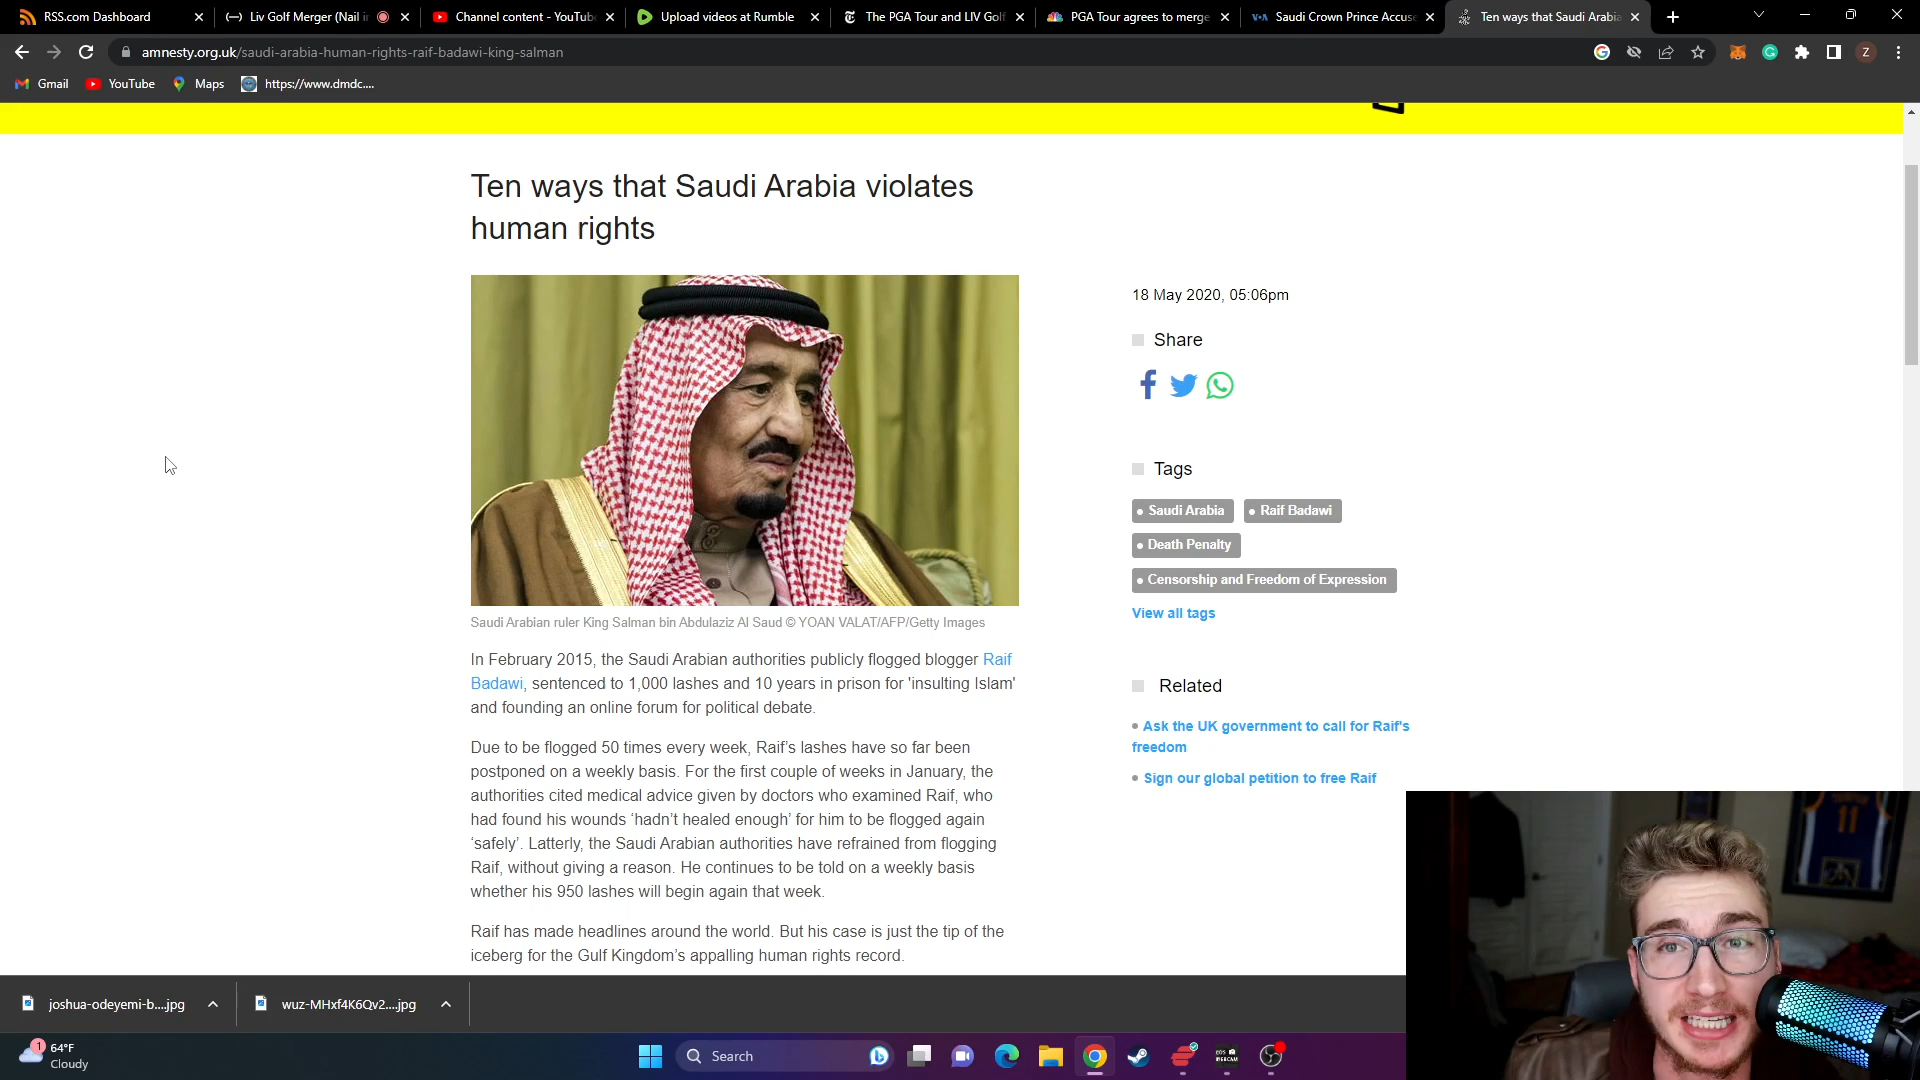 RSS.com Dashboard
Liv Golf Merger (Nail i
Channel content - YouTub
Upload videos at Rumble
The PGA Tour and LIV Golf
PGA Tour agrees to merge
Saudi Crown Prince Accuse
Ten ways that Saudi Arabia
amnesty.org.uk/saudi-arabia-human-rights-raif-badawi-king-salman
Z
Gmail
YouTube
Maps
https://www.dmdc....
Ten ways that Saudi Arabia violates
human rights
18 May 2020, 05:06pm
Share
Tags
Saudi Arabia
Raif Badawi
Death Penalty
Censorship and Freedom of Expression
View all tags
Saudi Arabian ruler King Salman bin Abdulaziz Al Saud © YOAN VALAT/AFP/Getty Images
In February 2015, the Saudi Arabian authorities publicly flogged blogger Raif
Badawi, sentenced to 1,000 lashes and 10 years in prison for 'insulting Islam'
and founding an online forum for political debate.
Due to be flogged 50 times every week, Raif's lashes have so far been
postponed on a weekly basis. For the first couple of weeks in January, the
authorities cited medical advice given by doctors who examined Raif, who
had found his wounds ‘hadn’t healed enough’ for him to be flogged again
‘safely’. Latterly, the Saudi Arabian authorities have refrained from flogging
Raif, without giving a reason. He continues to be told on a weekly basis
whether his 950 lashes will begin again that week.
Raif has made headlines around the world. But his case is just the tip of the
iceberg for the Gulf Kingdom’s appalling human rights record.
Related
Ask the UK government to call for Raif's
freedom
Sign our global petition to free Raif
11
joshua-odeyemi-b....jpg
wuz-MHxf4K6Qv2....jpg
1
64°F
Cloudy
Search
EOS
WEBCAM